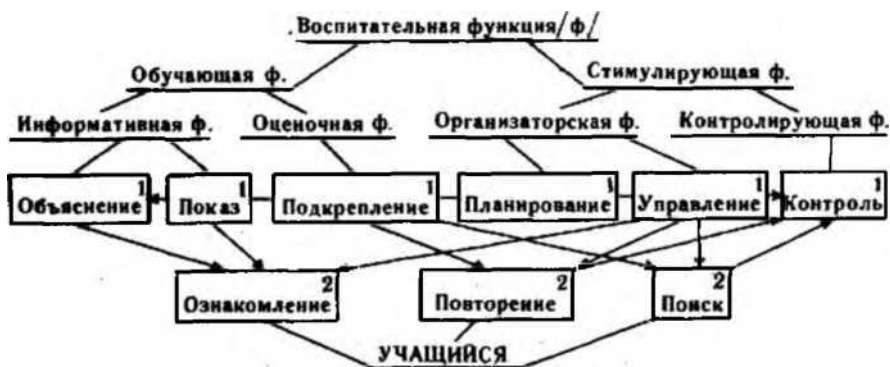 Воспитательная функция/ф/
Обучающая ф.
Стимулирующая ф.
Информативная ф.
Оценочная ф.
Организаторская ф.
Контролирующая ф.
1
Объяснение
1
Показ
1
Подкрепление
1
Планирование
1
Управление
1
Контроль
2
Ознакомление
2
Повторение
2
Поиск
УЧАЩИЙСЯ